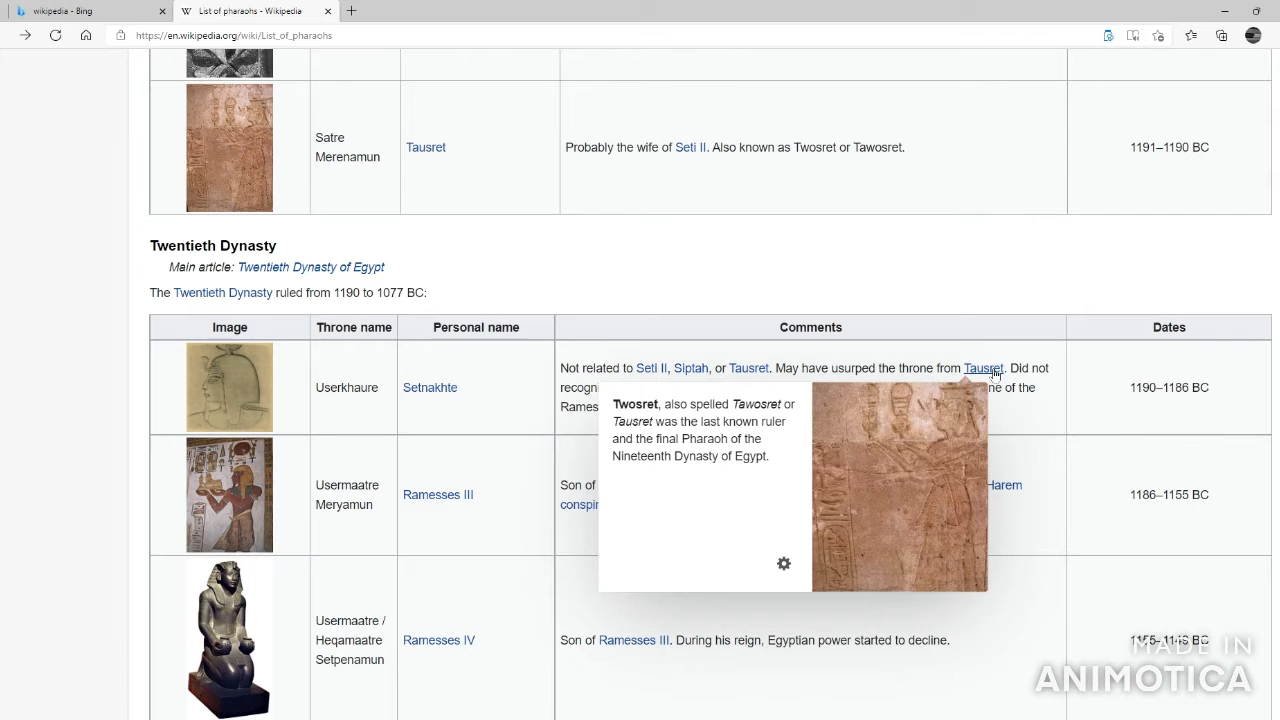 wikipedia - Bing
List of pharaohs - Wikipedia
https://en.wikipedia.org/wiki/List_of_pharaohs
Satre
Merenamun
Tausret
Probably the wife of Seti II. Also known as Twosret or Tawosret.
1191–1190 BC
Twentieth Dynasty
Main article: Twentieth Dynasty of Egypt
The Twentieth Dynasty ruled from 1190 to 1077 BC:
Image Throne name Personal name Comments Dates
Userkhaure
Setnakhte
Not related to Seti II, Siptah, or Tausret. May have usurped the throne from Tausret. Did not
of the
1190–1186 BC
Twosret, also spelled Tawosret or
Tausret was the last known ruler
and the final Pharaoh of the
Nineteenth Dynasty of Egypt.
Usermaatre
Meryamun
Ramesses III
Son of Harem
1186–1155 BC
Usermaatre /
Heqamaatre
Setpenamun
Ramesses IV
Son of Ramesses III. During his reign, Egyptian power started to decline.
MADE IN
ANIMOTICA